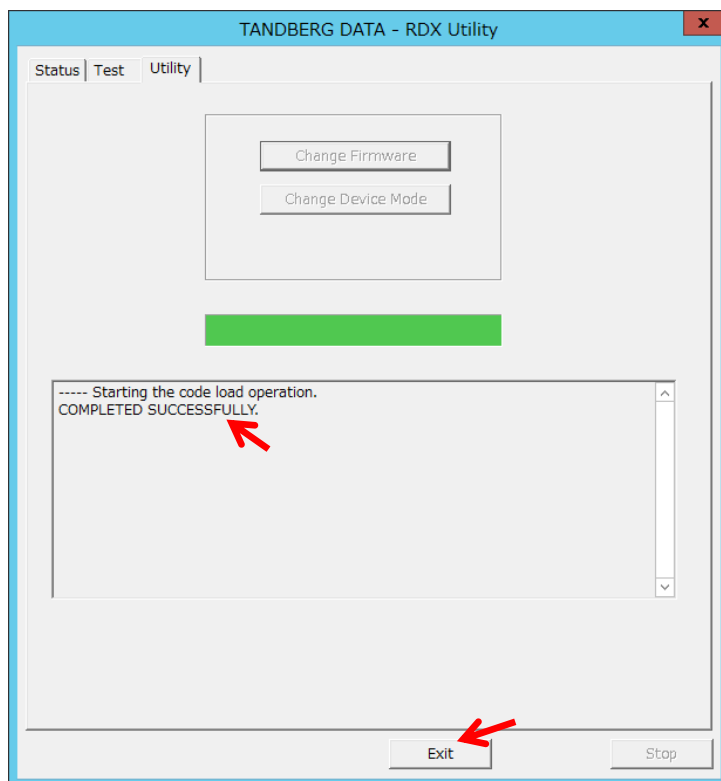 TANDBERG DATA - RDX Utility
x
Status Test Utility
Change Firmware
Change Device Mode
----- Starting the code load operation.
COMPLETED SUCCESSFULLY.
Exit Stop